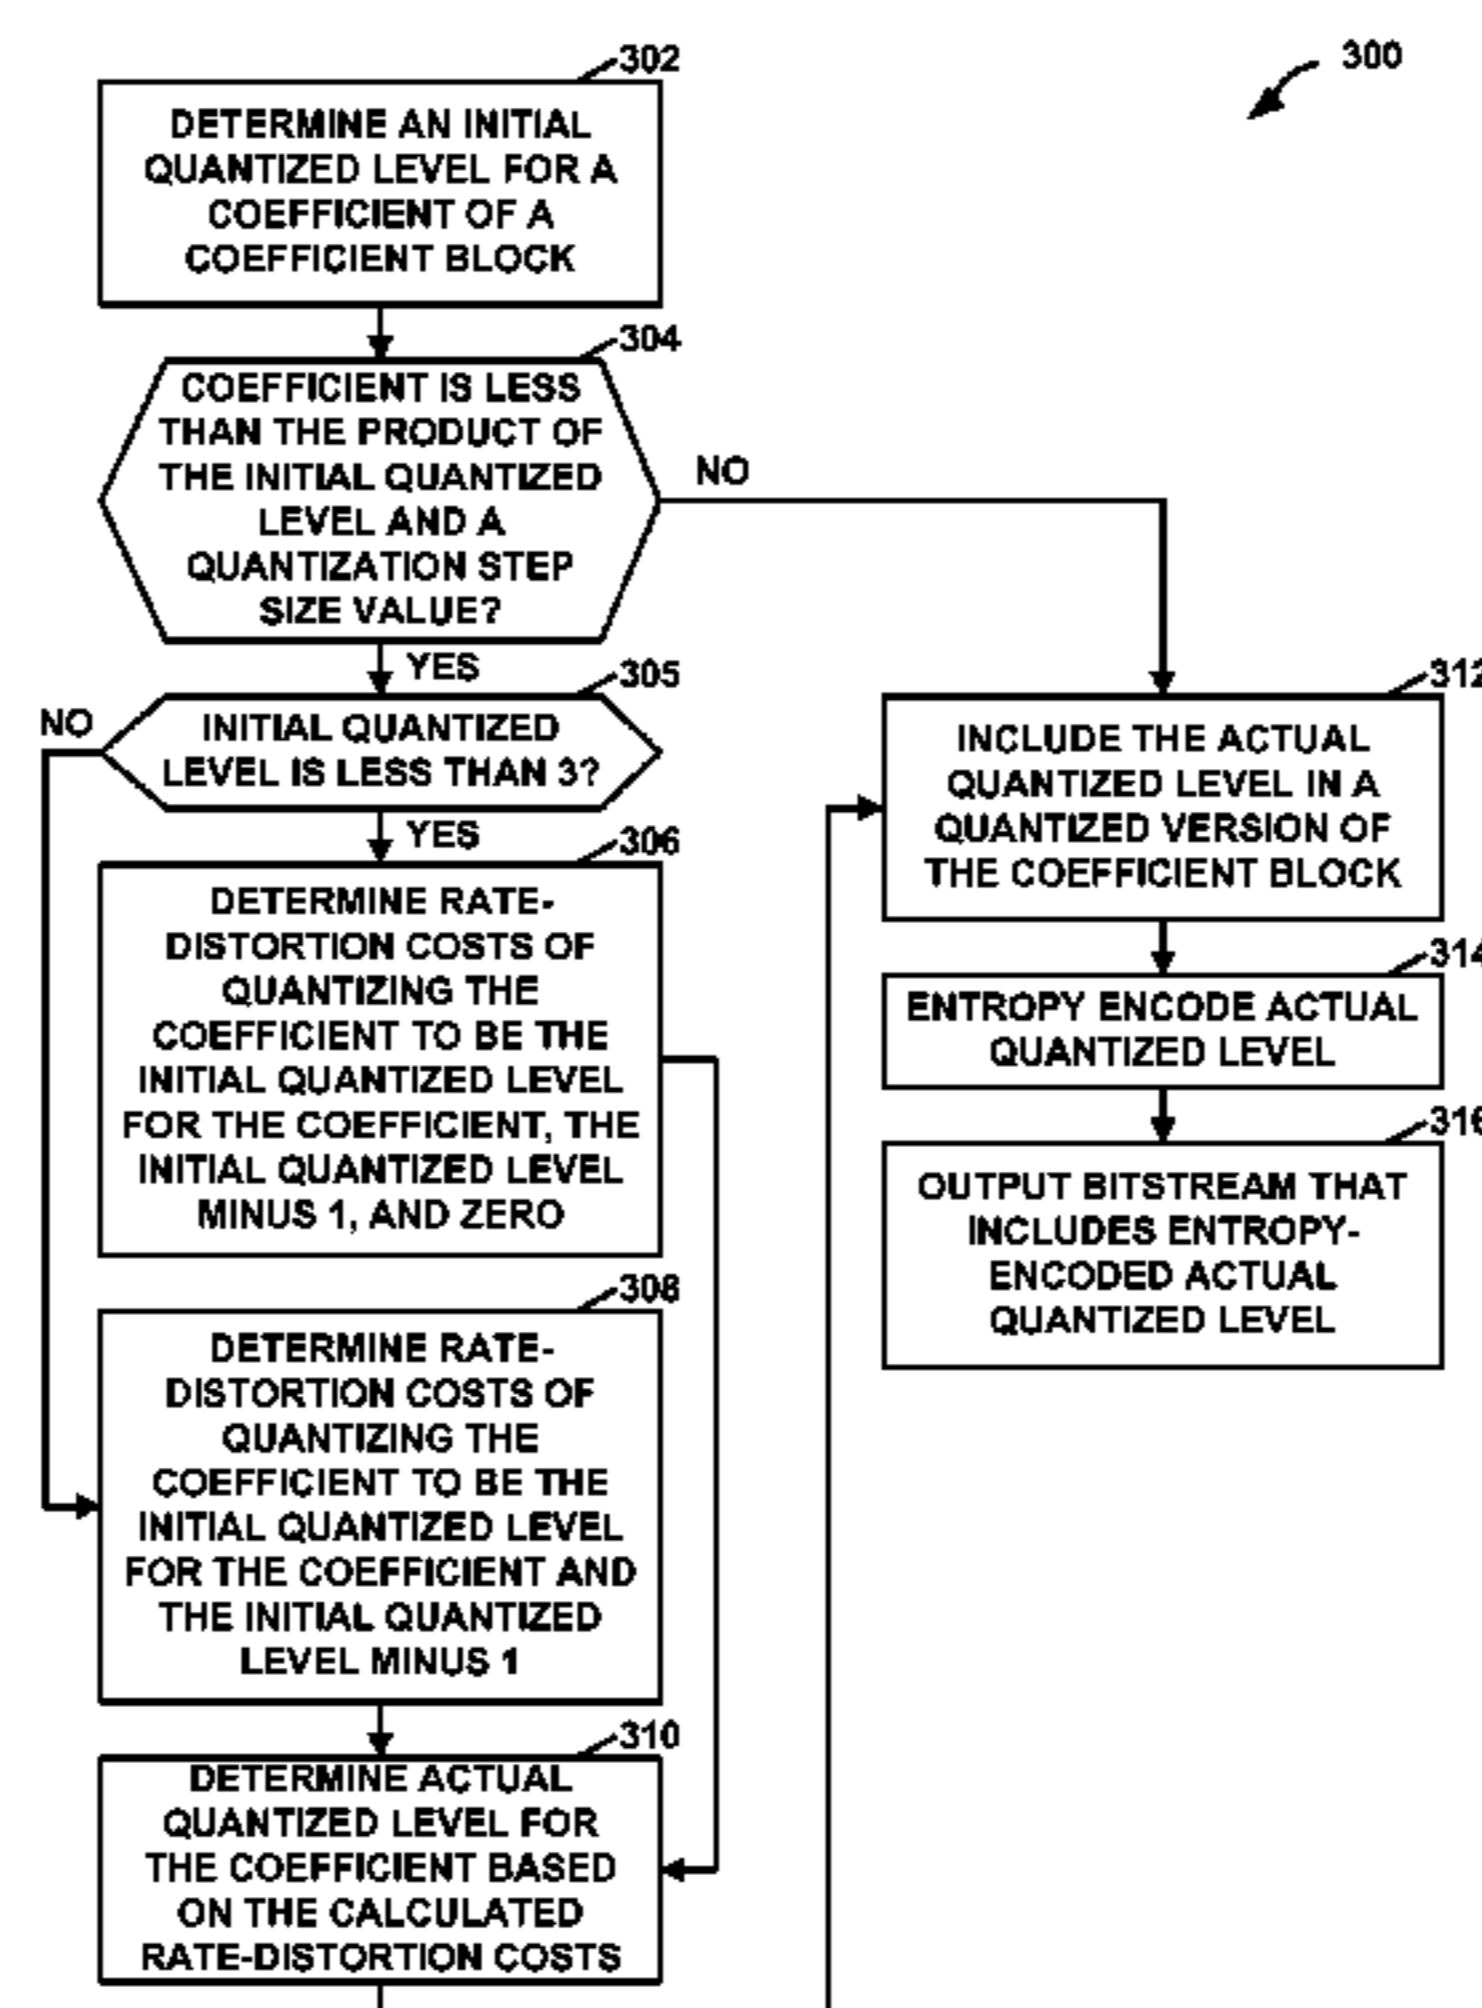 300
302
DETERMINE AN INITIAL
QUANTIZED LEVEL FOR A
COEFFICIENT OF A
COEFFICIENT BLOCK
304
COEFFICIENT IS LESS
THAN THE PRODUCT OF
THE INITIAL QUANTIZED
LEVEL AND A
QUANTIZATION STEP
SIZE VALUE?
NO
YES
305
NO
INITIAL QUANTIZED
LEVEL IS LESS THAN 3?
YES
306
DETERMINE RATE-
DISTORTION COSTS OF
QUANTIZING THE
COEFFICIENT TO BE THE
INITIAL QUANTIZED LEVEL
FOR THE COEFFICIENT, THE
INITIAL QUANTIZED LEVEL
MINUS 1, AND ZERO
308
DETERMINE RATE-
DISTORTION COSTS OF
QUANTIZING THE
COEFFICIENT TO BE THE
INITIAL QUANTIZED LEVEL
FOR THE COEFFICIENT AND
THE INITIAL QUANTIZED
LEVEL MINUS 1
310
DETERMINE ACTUAL
QUANTIZED LEVEL FOR
THE COEFFICIENT BASED
ON THE CALCULATED
RATE-DISTORTION COSTS
312
INCLUDE THE ACTUAL
QUANTIZED LEVEL IN A
QUANTIZED VERSION OF
THE COEFFICIENT BLOCK
314
ENTROPY ENCODE ACTUAL
QUANTIZED LEVEL
316
OUTPUT BITSTREAM THAT
INCLUDES ENTROPY-
ENCODED ACTUAL
QUANTIZED LEVEL